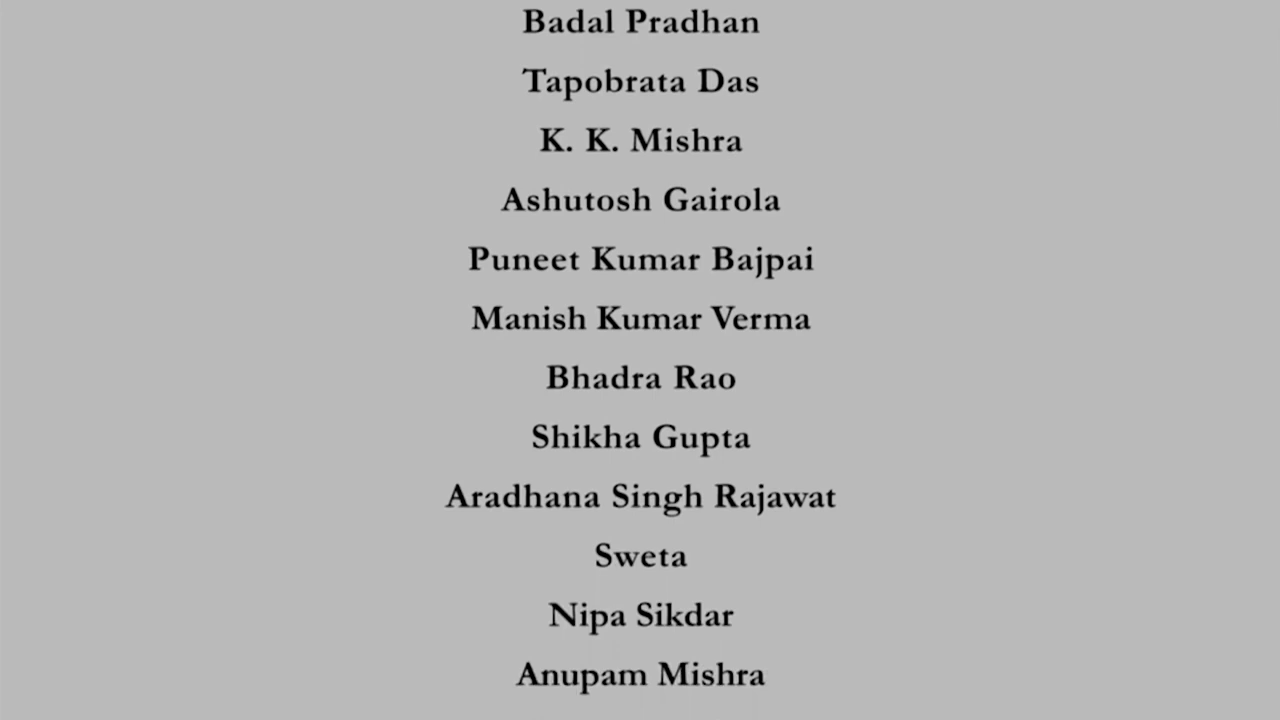 Badal Pradhan
Tapobrata Das
K. K. Mishra
Ashutosh Gairola
Puneet Kumar Bajpai
Manish Kumar Verma
Bhadra Rao
Shikha Gupta
Aradhana Singh Rajawat
Sweta
Nipa Sikdar
Anupam Mishra